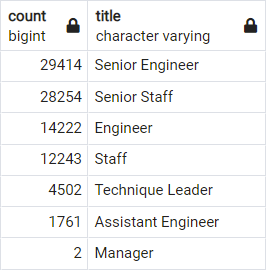 count title
bigint character varying
29414 Senior Engineer
28254 Senior Staff
14222 Engineer
12243 Staff
4502 Technique Leader
1761 Assistant Engineer
2 Manager